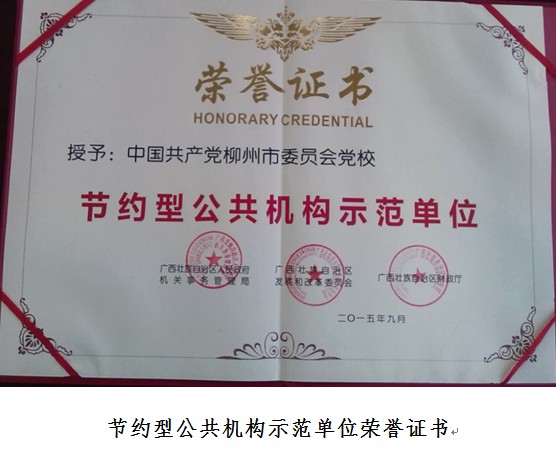 荣誉证书
HONORARY CREDENTIAL
授予：中国共产党柳州市委员会党校
节约型公共机构示范单位
广西壮族自治区人民政府
机关事务管理局
广西壮族自治区
发展和改革委员会
广西壮族自治区财政厅
二〇一五年九月
节约型公共机构示范单位荣誉证书